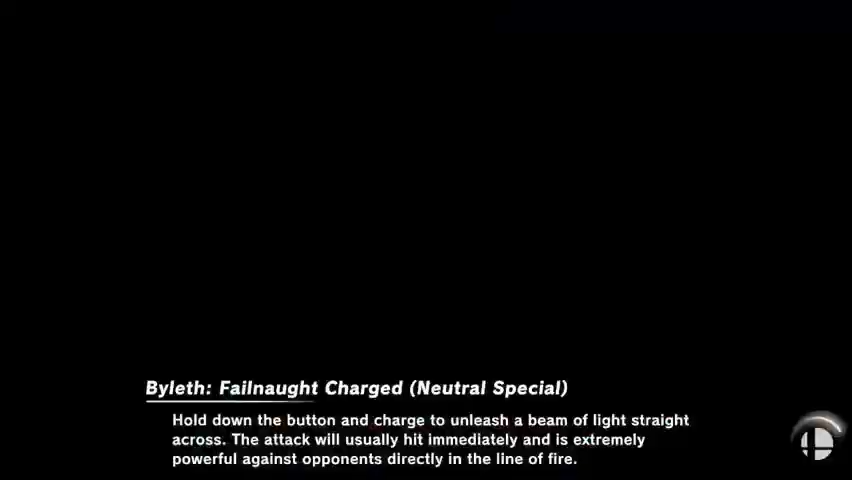 Byleth: Failnaught Charged (Neutral Special)
Hold down the button and charge to unleash a beam of light straight
across. The attack will usually hit immediately and is extremely
powerful against opponents directly in the line of fire.